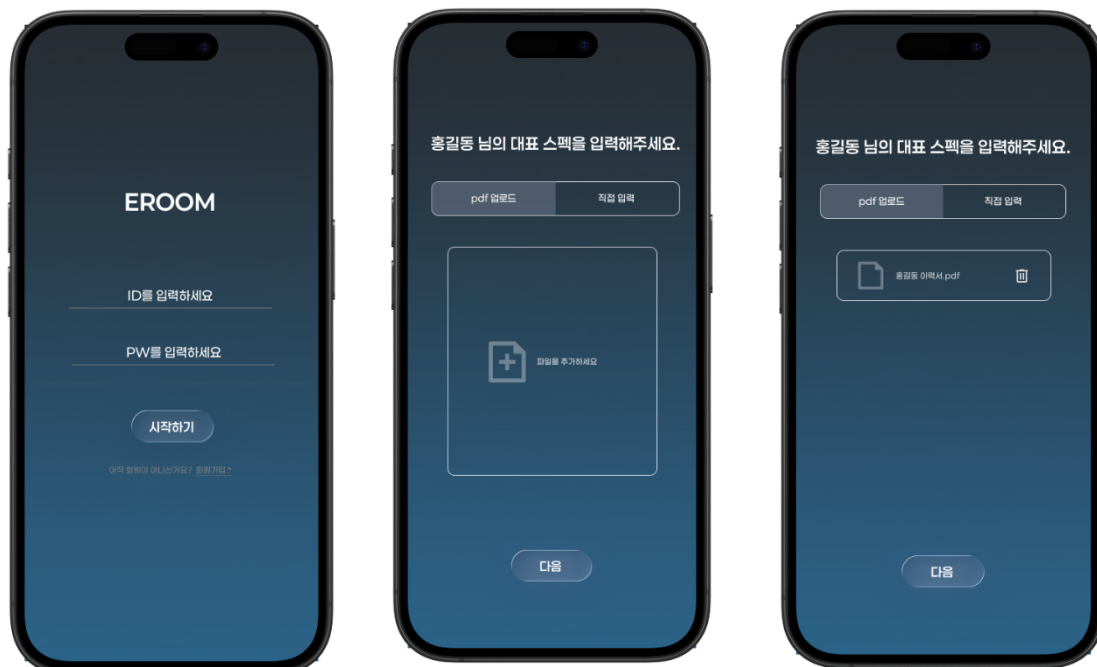 EROOM
ID를 입력하세요
PW를 입력하세요
시작하기
아직 회원이 아니신가요? 회원가입
홍길동 님의 대표 스펙을 입력해주세요.
pdf 업로드
직접 입력
파일을 추가하세요
다음
홍길동 님의 대표 스펙을 입력해주세요.
pdf 업로드
직접 입력
홍길동 이력서.pdf
다음